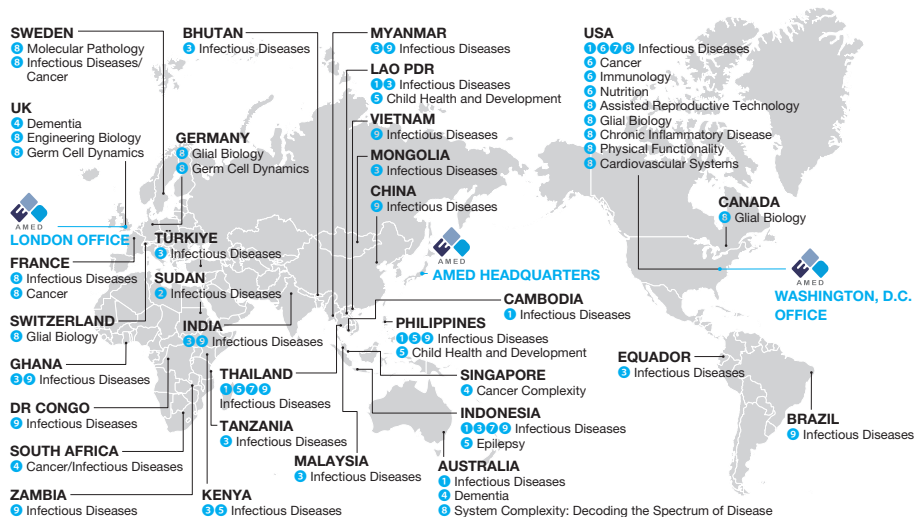 SWEDEN
8 Molecular Pathology
8 Infectious Diseases/
Cancer
UK
4 Dementia
8 Engineering Biology
8 Germ Cell Dynamics
AMED
LONDON OFFICE
FRANCE
8 Infectious Diseases
8 Cancer
SWITZERLAND
8 Glial Biology
GHANA
3 9 Infectious Diseases
DR CONGO
9 Infectious Diseases
SOUTH AFRICA
4 Cancer/Infectious Diseases
ZAMBIA
9 Infectious Diseases
BHUTAN
3 Infectious Diseases
GERMANY
8 Glial Biology
8 Germ Cell Dynamics
TÜRKIYE
3 Infectious Diseases
SUDAN
2 Infectious Diseases
INDIA
3 9 Infectious Diseases
THAILAND
1 5 7 9
Infectious Diseases
TANZANIA
3 Infectious Diseases
KENYA
3 5 Infectious Diseases
MALAYSIA
3 Infectious Diseases
MYANMAR
3 9 Infectious Diseases
LAO PDR
1 3 Infectious Diseases
5 Child Health and Development
VIETNAM
9 Infectious Diseases
MONGOLIA
3 Infectious Diseases
CHINA
9 Infectious Diseases
AMED
AMED HEADQUARTERS
CAMBODIA
1 Infectious Diseases
PHILIPPINES
1 5 9 Infectious Diseases
5 Child Health and Development
SINGAPORE
4 Cancer Complexity
INDONESIA
1 3 7 9 Infectious Diseases
5 Epilepsy
AUSTRALIA
1 Infectious Diseases
4 Dementia
8 System Complexity: Decoding the Spectrum of Disease
USA
1 6 7 8 Infectious Diseases
6 Cancer
6 Immunology
6 Nutrition
8 Assisted Reproductive Technology
8 Glial Biology
8 Chronic Inflammatory Disease
8 Physical Functionality
8 Cardiovascular Systems
CANADA
8 Glial Biology
AMED
WASHINGTON, D.C.
OFFICE
EQUADOR
3 Infectious Diseases
BRAZIL
9 Infectious Diseases